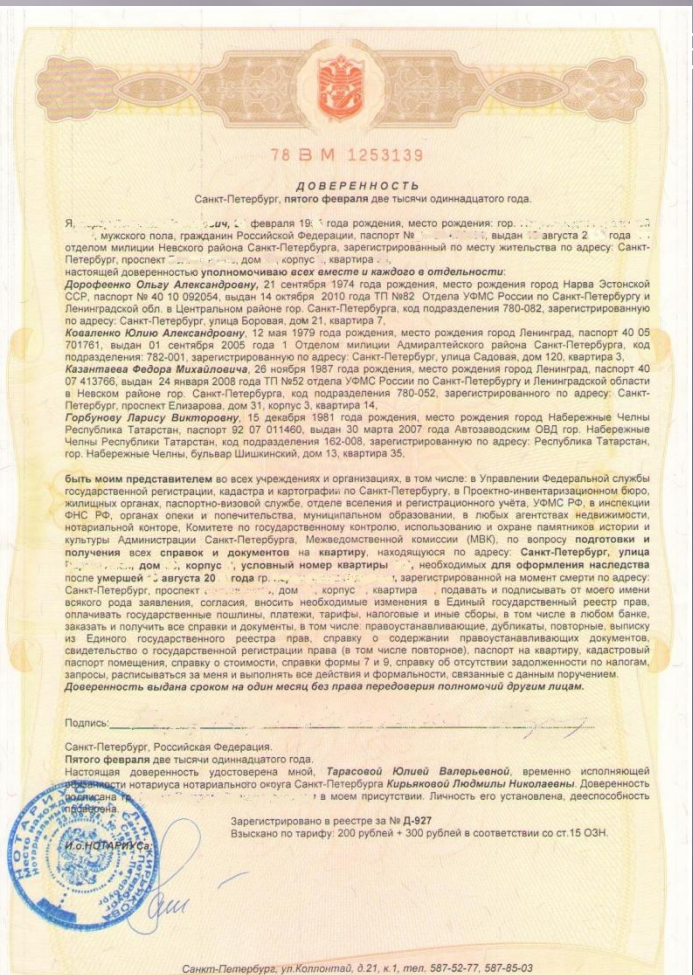 78 В М 1253139
ДОВЕРЕННОСТЬ
Санкт-Петербург, пятого февраля две тысячи одиннадцатого года.
Я, вич, февраля 19 года рождения, место рождения: гор.
, мужского пола, гражданин Российской Федерации, паспорт № выдан августа 2 года
отделом милиции Невского района Санкт-Петербурга, зарегистрированный по месту жительства по адресу: Санкт-
Петербург, проспект , дом , корпус , квартира
настоящей доверенностью уполномочиваю всех вместе и каждого в отдельности:
Дорофеенко Ольгу Александровну, 21 сентября 1974 года рождения, место рождения город Нарва Эстонской
ССР, паспорт № 40 10 092054, выдан 14 октября 2010 года ТП №82 Отдела УФМС России по Санкт-Петербургу и
Ленинградской обл. в Центральном районе гор. Санкт-Петербурга, код подразделения 780-082, зарегистрированную
по адресу: Санкт-Петербург, улица Боровая, дом 21, квартира 7,
Коваленко Юлию Александровну, 12 мая 1979 года рождения, место рождения город Ленинград, паспорт 40 05
701761, выдан 01 сентября 2005 года 1 Отделом милиции Адмиралтейского района Санкт-Петербурга, код
подразделения: 782-001, зарегистрированную по адресу: Санкт-Петербург, улица Садовая, дом 120, квартира 3,
Казантаева Федора Михайловича, 26 ноября 1987 года рождения, место рождения город Ленинград, паспорт 40
07 413766, выдан 24 января 2008 года ТП №52 отдела УФМС России по Санкт-Петербургу и Ленинградской области
в Невском районе гор. Санкт-Петербурга, код подразделения 780-052, зарегистрированного по адресу: Санкт-
Петербург, проспект Елизарова, дом 31, корпус 3, квартира 14,
Горбунову Ларису Викторовну, 15 декабря 1981 года рождения, место рождения город Набережные Челны
Республика Татарстан, паспорт 92 07 011460, выдан 30 марта 2007 года Автозаводским ОВД гор. Набережные
Челны Республики Татарстан, код подразделения 162-008, зарегистрированную по адресу: Республика Татарстан,
гор. Набережные Челны, бульвар Шишкинский, дом 13, квартира 35,
быть моим представителем во всех учреждениях и организациях, в том числе: в Управлении Федеральной службы
государственной регистрации, кадастра и картографии по Санкт-Петербургу, в Проектно-инвентаризационном бюро,
жилищных органах, паспортно-визовой службе, отделе вселения и регистрационного учёта, УФМС РФ, в инспекции
ФНС РФ, органах опеки и попечительства, муниципальном образовании, в любых агентствах недвижимости,
нотариальной конторе, Комитете по государственному контролю, использованию и охране памятников истории и
культуры Администрации Санкт-Петербурга, Межведомственной комиссии (МВК), по вопросу подготовки и
получения всех справок и документов на квартиру, находящуюся по адресу: Санкт-Петербург, улица
дом , корпус , условный номер квартиры , необходимых для оформления наследства
после умершей августа 20 года гр. , зарегистрированной на момент смерти по адресу:
Санкт-Петербург, проспект , дом , корпус , квартира , подавать и подписывать от моего имени
всякого рода заявления, согласия, вносить необходимые изменения в Единый государственный реестр прав,
оплачивать государственные пошлины, платежи, тарифы, налоговые и иные сборы, в том числе в любом банке,
заказать и получить все справки и документы, в том числе: правоустанавливающие, дубликаты, повторные, выписку
из Единого государственного реестра прав, справку о содержании правоустанавливающих документов,
свидетельство о государственной регистрации права (в том числе повторное), паспорт на квартиру, кадастровый
паспорт помещения, справку о стоимости, справки формы 7 и 9, справку об отсутствии задолженности по налогам,
запросы, расписываться за меня и выполнять все действия и формальности, связанные с данным поручением.
Доверенность выдана сроком на один месяц без права передоверия полномочий другим лицам.
Подпись:
Санкт-Петербург, Российская Федерация.
Пятого февраля две тысячи одиннадцатого года.
Настоящая доверенность удостоверена мной, Тарасовой Юлией Валерьевной, временно исполняющей
обязанности нотариуса нотариального округа Санкт-Петербурга Кирьяковой Людмилы Николаевны. Доверенность
подписана в моем присутствии. Личность его установлена, дееспособность
проверена.
Зарегистрировано в реестре за № Д-927
Взыскано по тарифу: 200 рублей + 300 рублей в соответствии со ст.15 ОЗН.
И.о.НОТАРИУСа:
Санкт-Петербург, ул.Коллонтай, д.21, к.1, тел. 587-52-77, 587-85-03